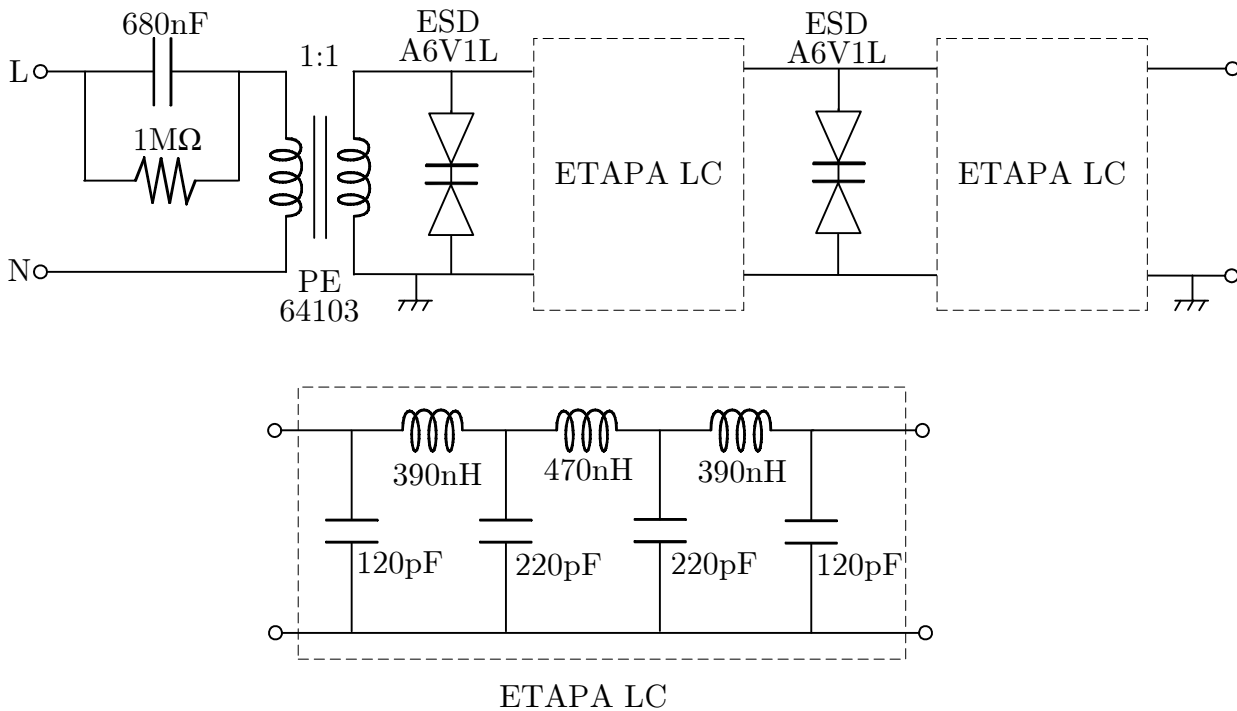 680nF
L
1MΩ
N
1:1
PE
64103
ESD
A6V1L
ETAPA LC
ESD
A6V1L
ETAPA LC
390nH
470nH
390nH
120pF
220pF
220pF
120pF
ETAPA LC